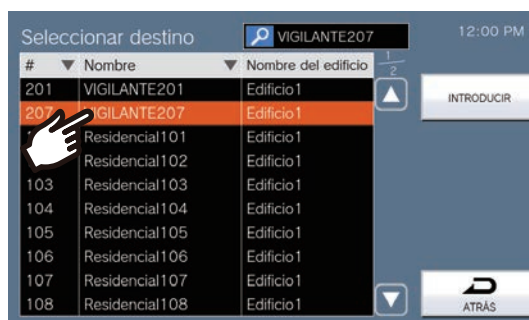 Seleccionar destino VIGILANTE207 12:00 PM
# Nombre Nombre del edificio 1/2
201 VIGILANTE201 Edificio1
INTRODUCIR
207 VIGILANTE207 Edificio1
Residencial101 Edificio1
Residencial102 Edificio1
103 Residencial103 Edificio1
104 Residencial104 Edificio1
105 Residencial105 Edificio1
106 Residencial106 Edificio1
107 Residencial107 Edificio1
108 Residencial108 Edificio1
ATRÁS